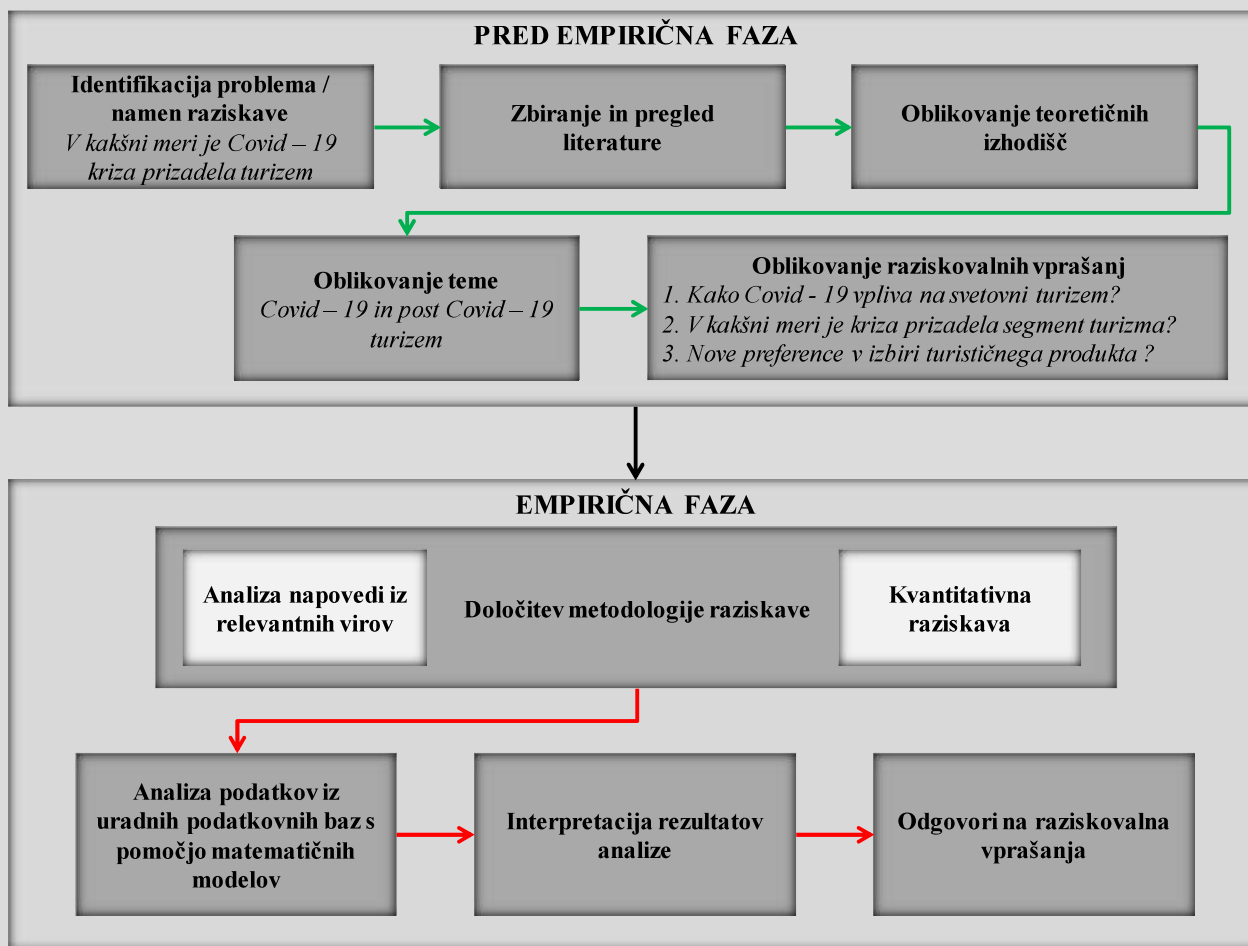 PRED EMPIRIČNA FAZA
Identifikacija problema /
namen raziskave
V kakšni meri je Covid – 19
kriza prizadela turizem
Zbiranje in pregled
literature
Oblikovanje teoretičnih
izhodišč
Oblikovanje teme
Covid – 19 in post Covid – 19
turizem
Oblikovanje raziskovalnih vprašanj
1. Kako Covid - 19 vpliva na svetovni turizem?
2. V kakšni meri je kriza prizadela segment turizma?
3. Nove preference v izbiri turističnega produkta ?
EMPIRIČNA FAZA
Analiza napovedi iz
relevantnih virov
Določitev metodologije raziskave
Kvantitativna
raziskava
Analiza podatkov iz
uradnih podatkovnih baz s
pomočjo matematičnih
modelov
Interpretacija rezultatov
analize
Odgovori na raziskovalna
vprašanja